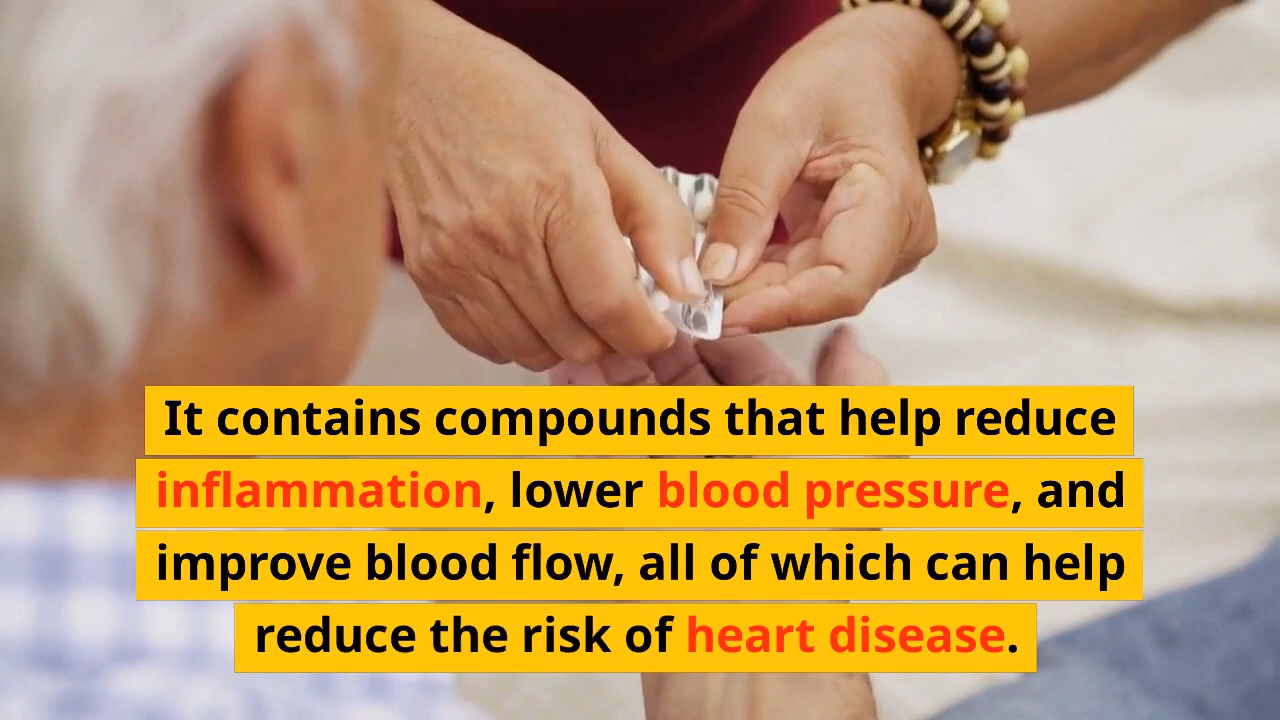 It contains compounds that help reduce
inflammation, lower blood pressure, and
improve blood flow, all of which can help
reduce the risk of heart disease.